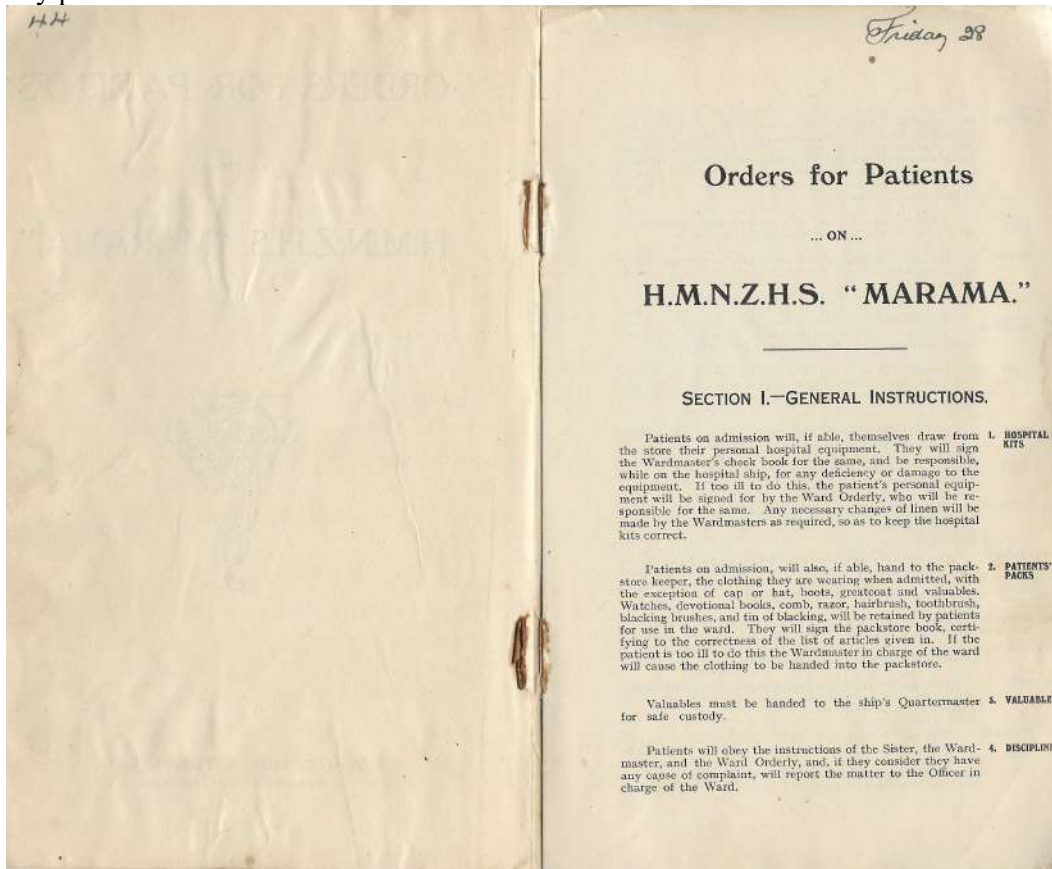 44
Friday 28
Orders for Patients
... ON ...
H.M.N.Z.H.S. “MARAMA.”
SECTION I.—GENERAL INSTRUCTIONS.
Patients on admission will, if able, themselves draw from 1. HOSPITAL
the store their personal hospital equipment. They will sign KITS
the Wardmaster's check book for the same, and be responsible,
while on the hospital ship, for any deficiency or damage to the
equipment. If too ill to do this, the patient's personal equip-
ment will be signed for by the Ward Orderly, who will be re-
sponsible for the same. Any necessary changes of linen will be
made by the Wardmasters as required, so as to keep the hospital
kits correct.
Patients on admission, will also, if able, hand to the pack- 2. PATIENTS'
store keeper, the clothing they are wearing when admitted, with PACKS
the exception of cap or hat, boots, greatcoat and valuables.
Watches, devotional books, comb, razor, hairbrush, toothbrush,
blacking brushes, and tin of blacking, will be retained by patients
for use in the ward. They will sign the packstore book, certi-
fying to the correctness of the list of articles given in. If the
patient is too ill to do this the Wardmaster in charge of the ward
will cause the clothing to be handed into the packstore.
Valuables must be handed to the ship's Quartermaster 3. VALUABLE
for safe custody.
Patients will obey the instructions of the Sister, the Ward- 4. DISCIPLINE
master, and the Ward Orderly, and, if they consider they have
any cause of complaint, will report the matter to the Officer in
charge of the Ward.